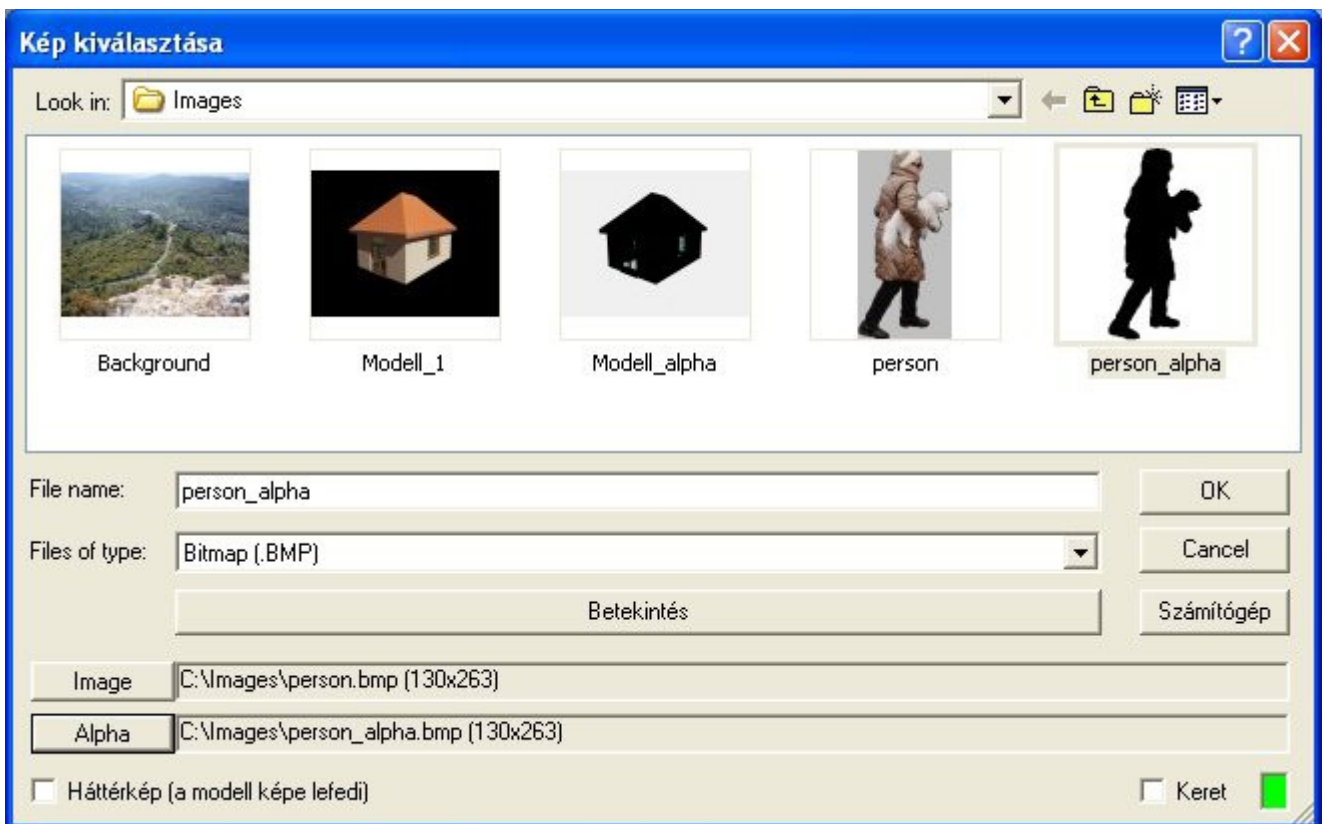 Kép kiválasztása
Look in: Images
Background Modell_1 Modell_alpha person person_alpha
File name: person_alpha OK
Files of type: Bitmap (.BMP) Cancel
Betekintés Számítógép
Image C:\Images\person.bmp (130x263)
Alpha C:\Images\person_alpha.bmp (130x263)
Háttérkép (a modell képe lefedi) Keret